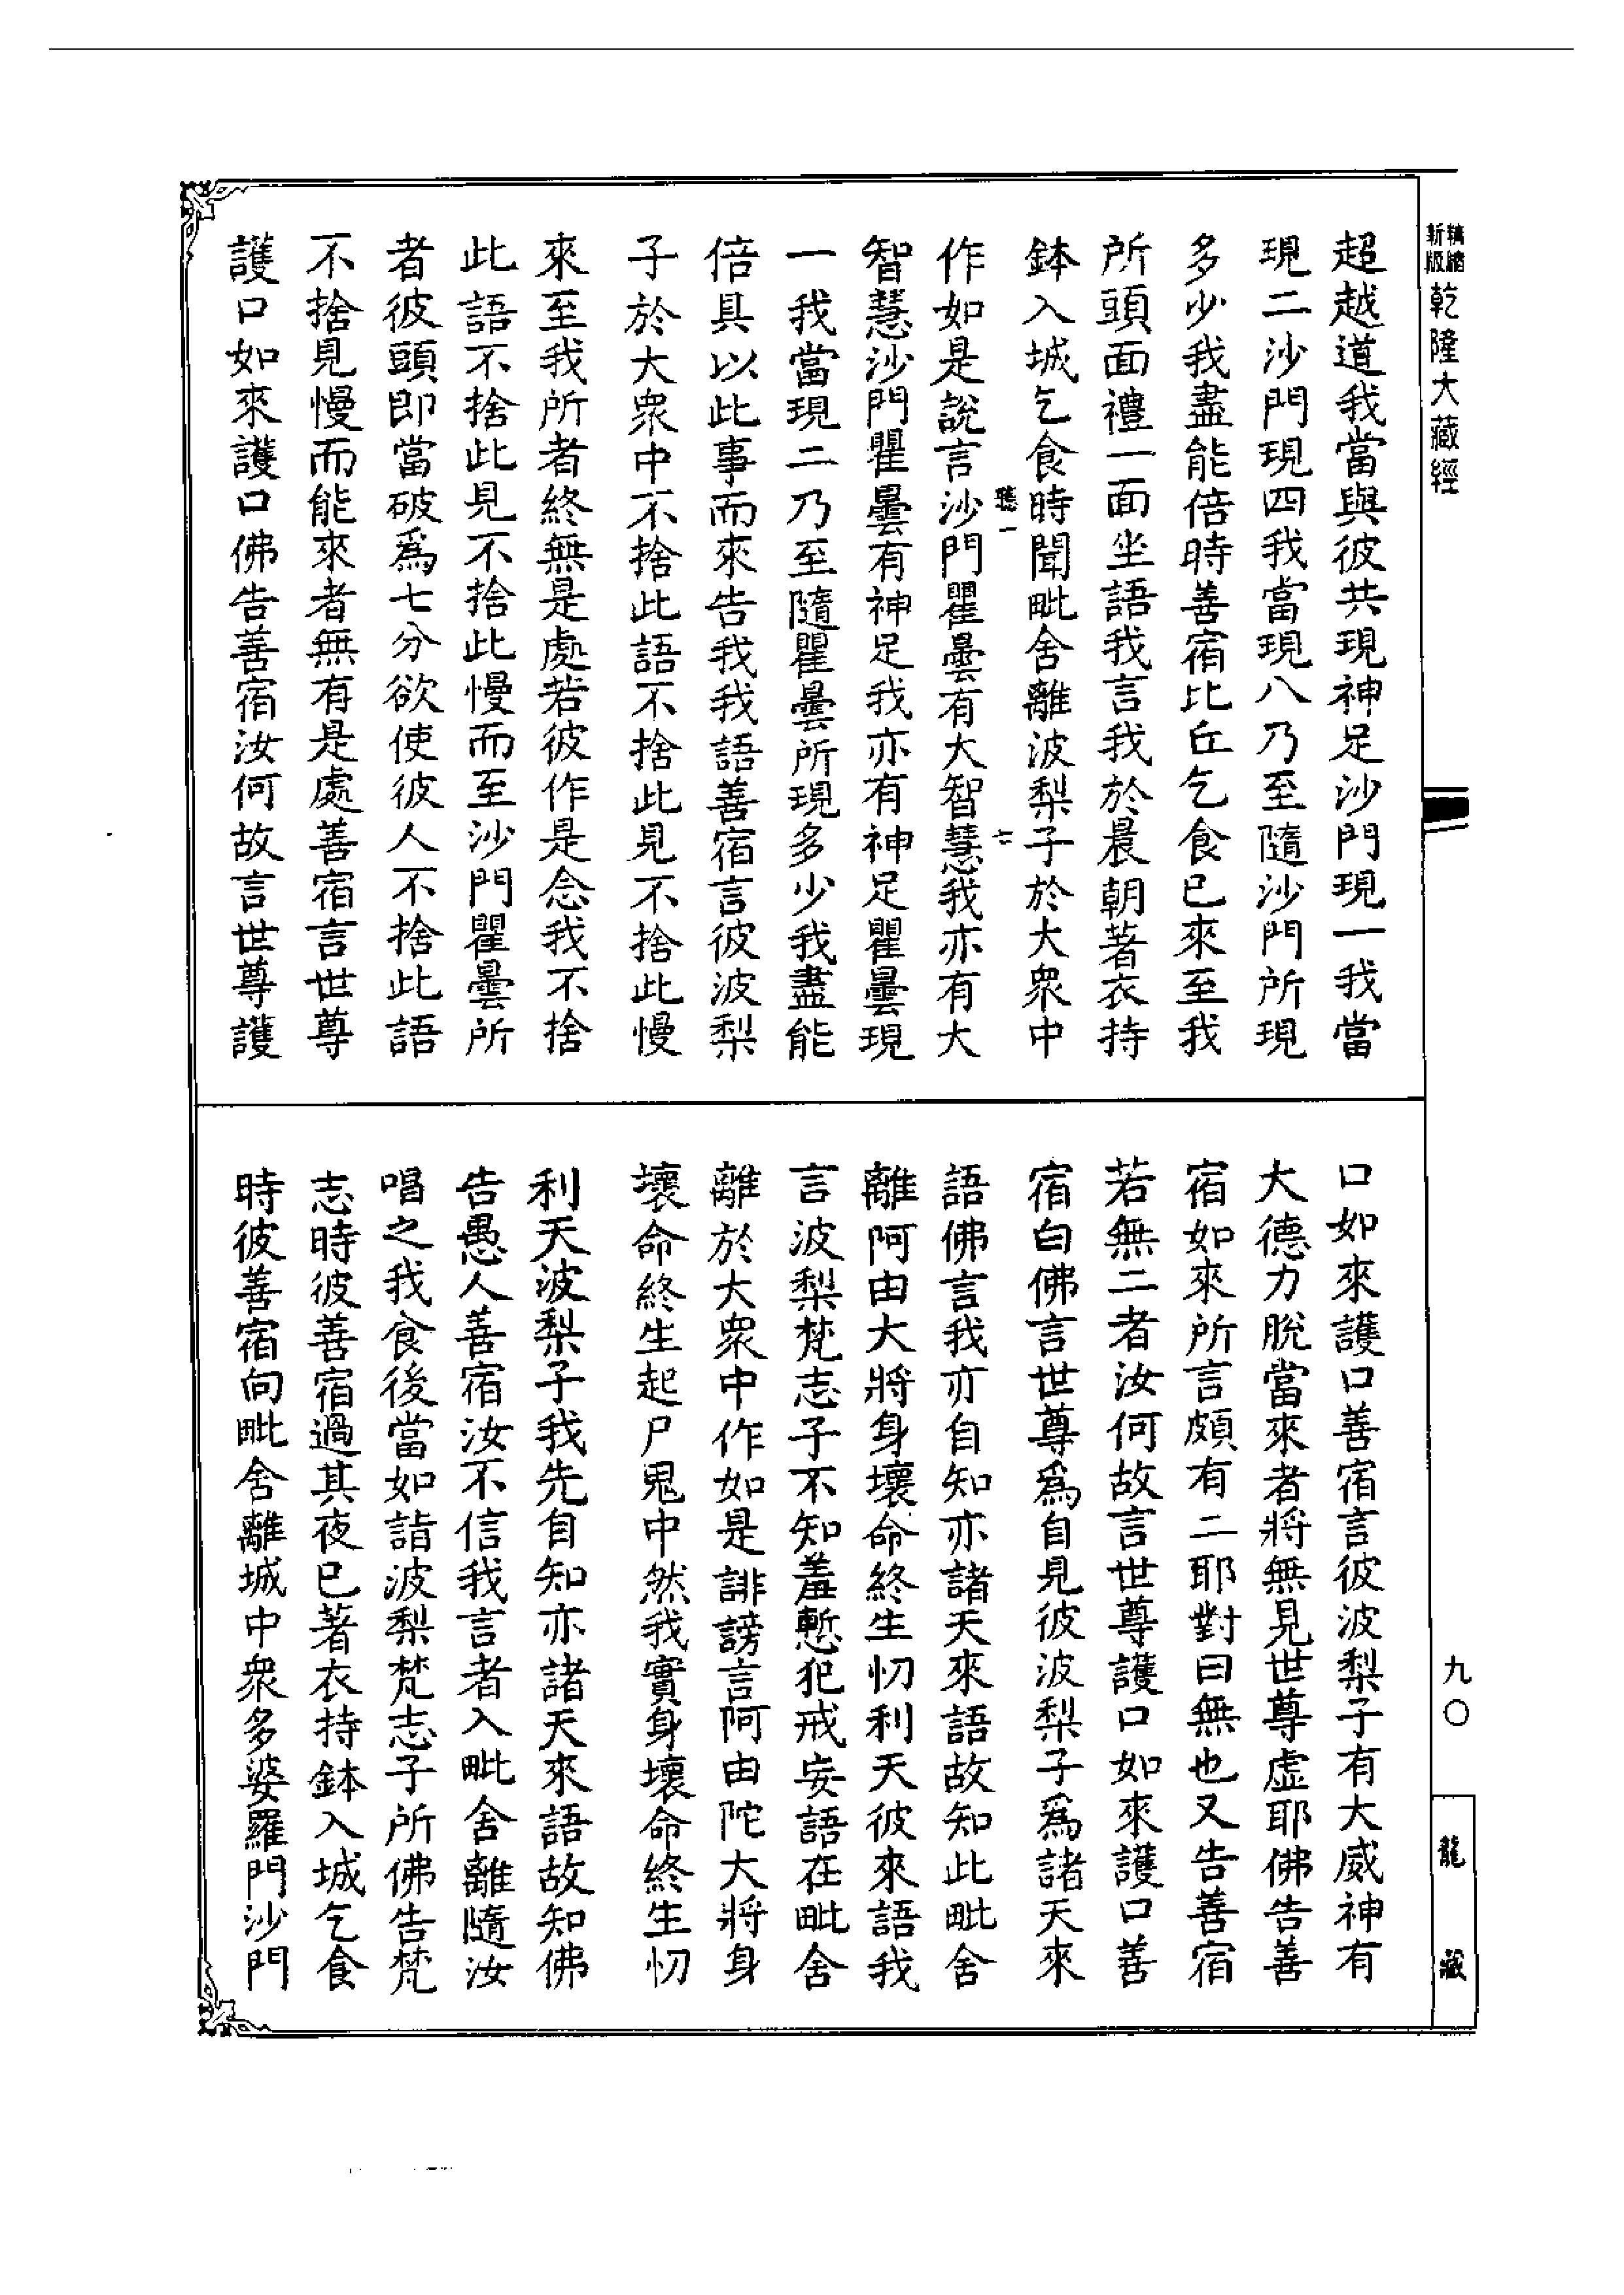 精縮新版乾隆大藏經
超越道我當與彼共現神足沙門現一我當
現二沙門現四我當現八乃至隨沙門所現
多少我盡能倍時善宿比丘乞食已來至我
所頭面禮一面坐語我言我於晨朝著衣持
鉢入城乞食時聞毗舍離波梨子於大眾中
聽一 七
作如是說言沙門瞿曇有大智慧我亦有大
智慧沙門瞿曇有神足我亦有神足瞿曇現
一我當現二乃至隨瞿曇所現多少我盡能
倍具以此事而來告我我語善宿言彼波梨
子於大眾中不捨此語不捨此見不捨此慢
來至我所者終無是處若彼作是念我不捨
此語不捨此見不捨此慢而至沙門瞿曇所
者彼頭即當破為七分欲使彼人不捨此語
不捨見慢而能來者無有是處善宿言世尊
護口如來護口佛告善宿汝何故言世尊護
口如來護口善宿言彼波梨子有大威神有
大德力脫當來者將無見世尊虛耶佛告善
宿如來所言頗有二耶對曰無也又告善宿
若無二者汝何故言世尊護口如來護口善
宿白佛言世尊為自見彼波梨子為諸天來
語佛言我亦自知亦諸天來語故知此毗舍
離阿由大將身壞命終生忉利天彼來語我
言波梨梵志子不知羞慙犯戒妄語在毗舍
離於大眾中作如是誹謗言阿由陀大將身
壞命終生起尸鬼中然我實身壞命終生忉
利天波梨子我先自知亦諸天來語故知佛
告愚人善宿汝不信我言者入毗舍離隨汝
唱之我食後當如詣波梨梵志子所佛告梵
志時彼善宿過其夜已著衣持鉢入城乞食
時彼善宿向毗舍離城中眾多婆羅門沙門
九〇
龍藏